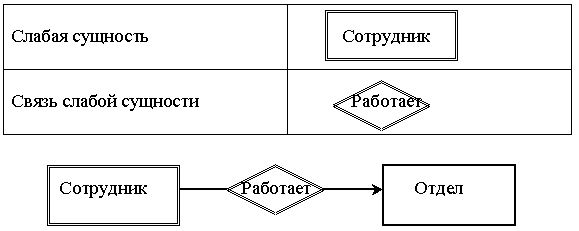 Слабая сущность Сотрудник
Связь слабой сущности Работает
Сотрудник Работает Отдел